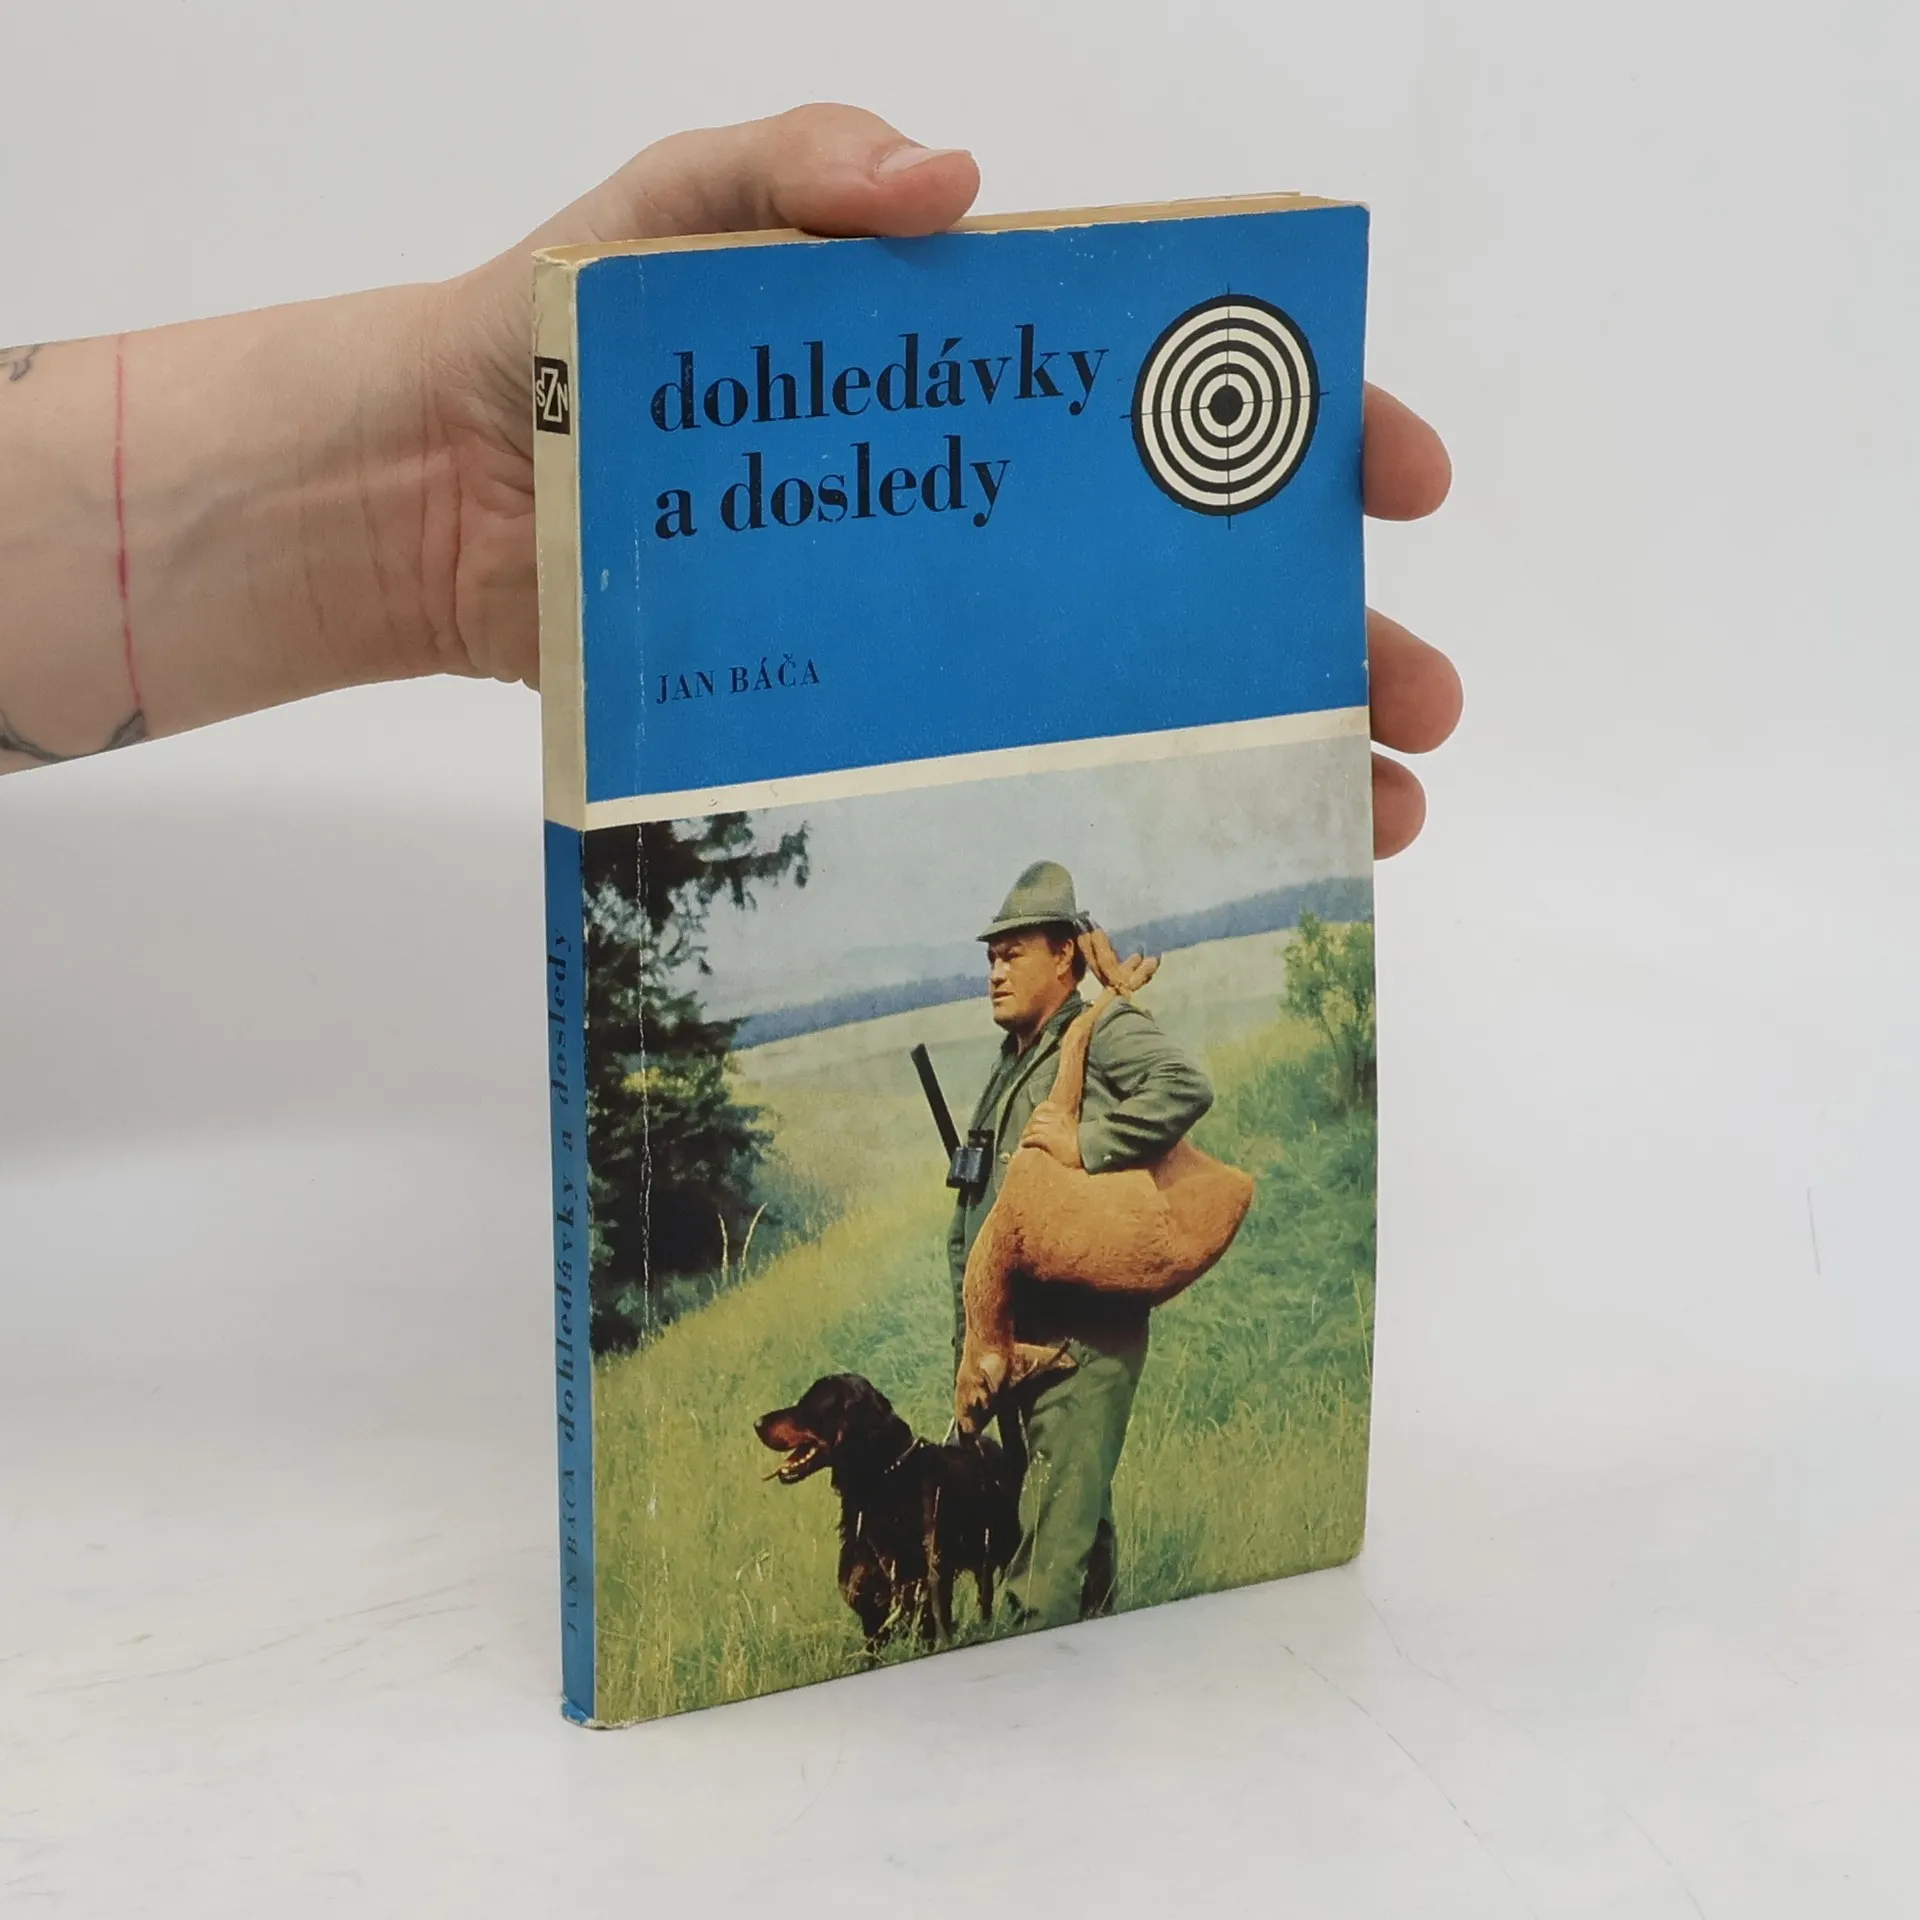 dohledávky
a dosledy
JAN BÁČA
SZN
JAN BÁČA dohledávky a dosledy